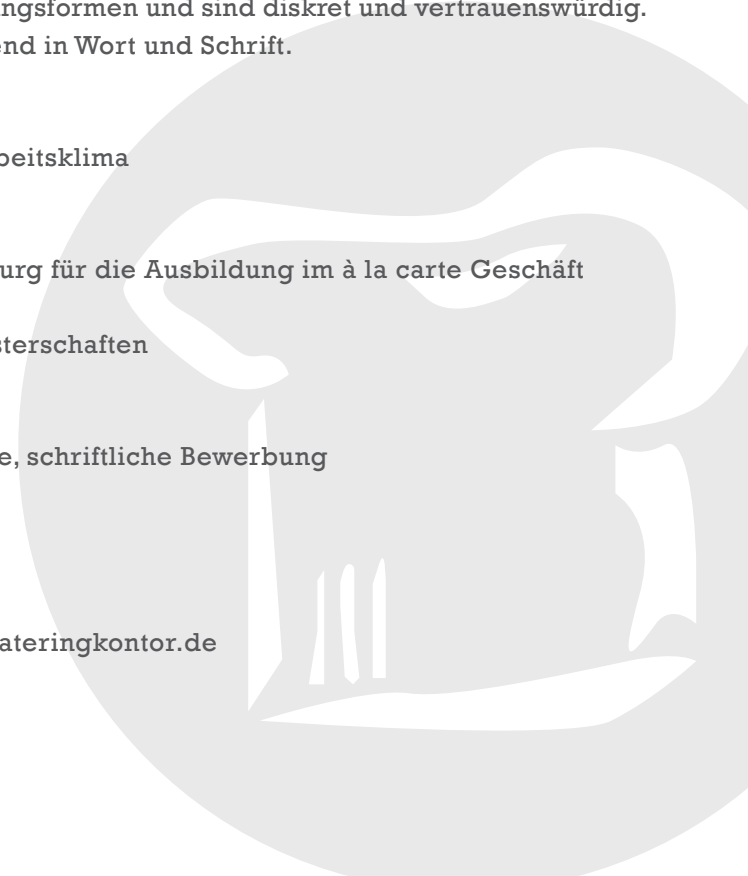 ngsformen und sind diskret und vertrauenswürdig.
end in Wort und Schrift.
beitsklima
urg für die Ausbildung im à la carte Geschäft
sterschaften
e, schriftliche Bewerbung
ateringkontor.de